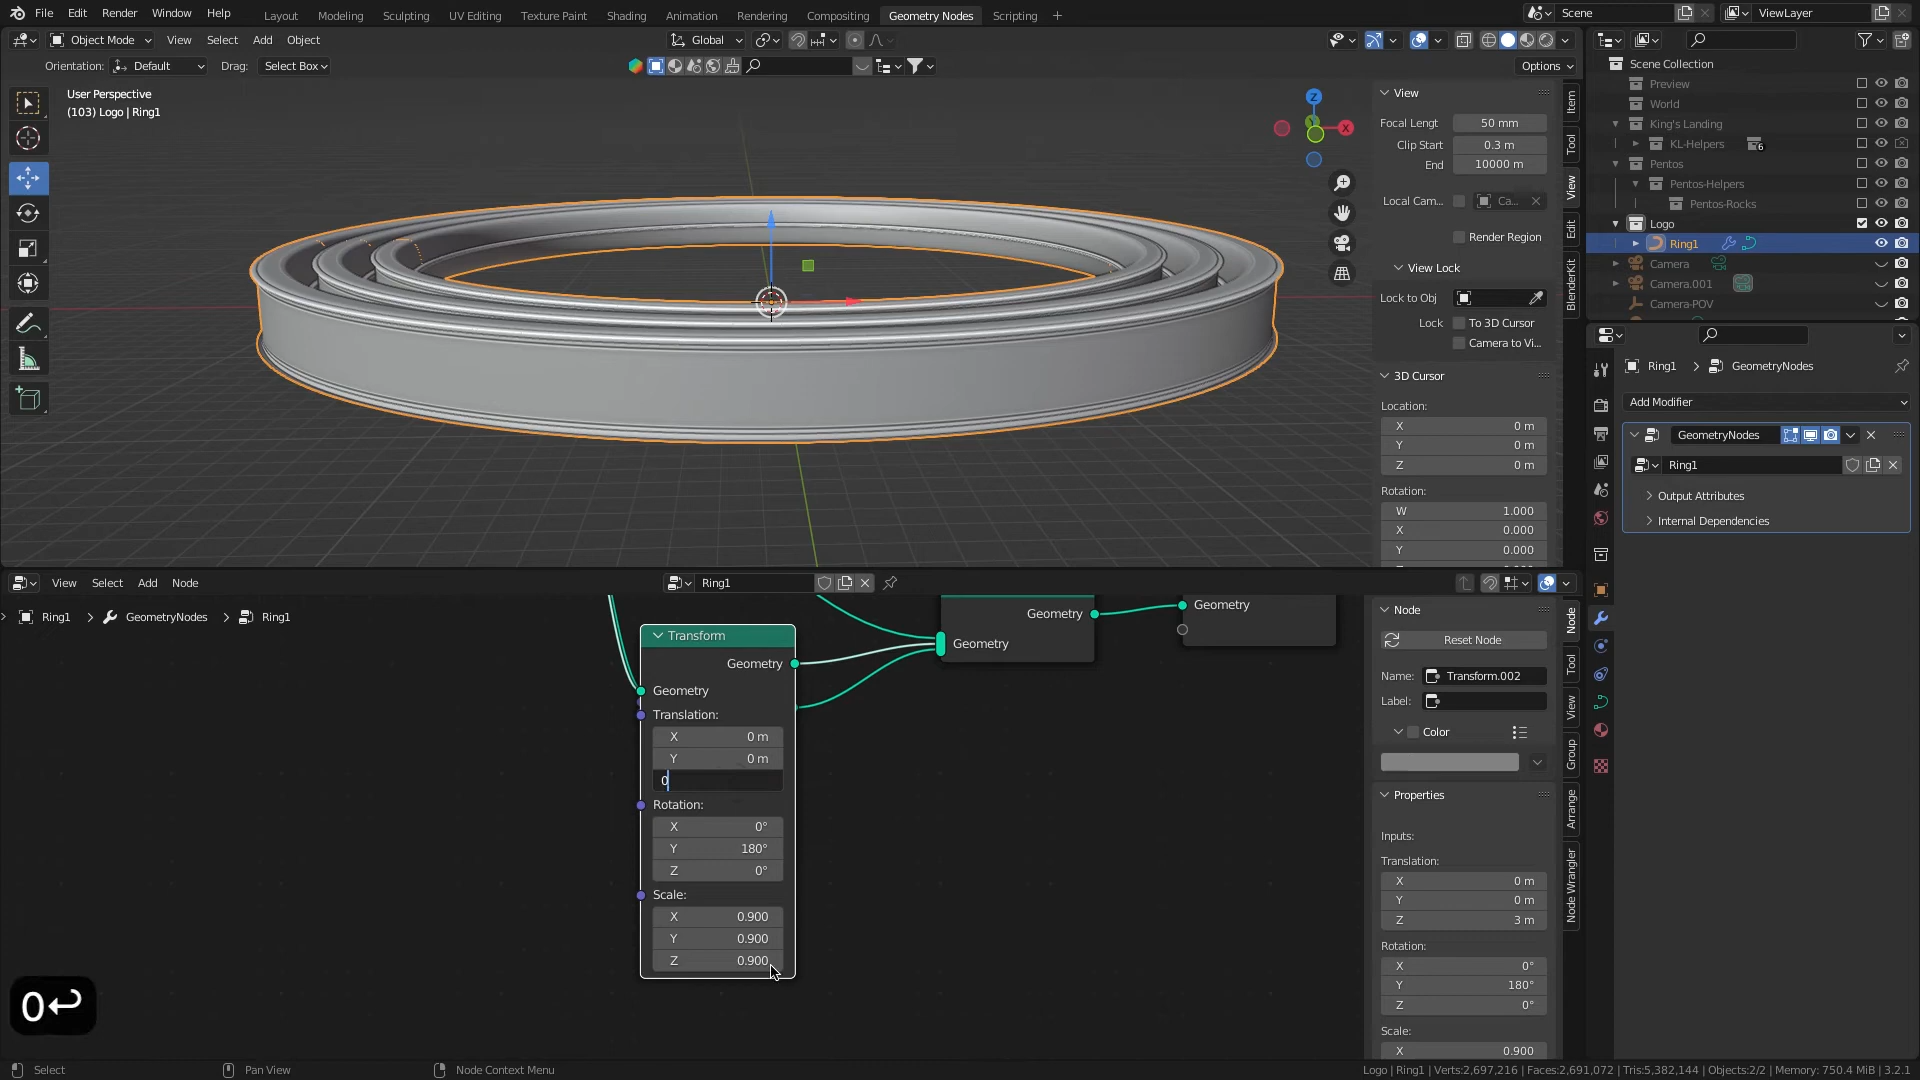 File Edit Render Window Help Layout Modeling Sculpting UV Editing Texture Paint Shading Animation Rendering Compositing Geometry Nodes Scripting + Scene ViewLayer
Object Mode View Select Add Object Global
Orientation: Default Drag: Select Box Options
User Perspective
(103) Logo | Ring1
Z
X
View
Focal Lengt 50 mm
Clip Start 0.3 m
End 10000 m
Local Cam... Ca...
Render Region
View Lock
Lock to Obj
Lock To 3D Cursor
Camera to Vi...
3D Cursor
Location:
X 0 m
Y 0 m
Z 0 m
Rotation:
W 1.000
X 0.000
Y 0.000
Item
Tool
View
Edit
BlenderKit
Scene Collection
Preview
World
King's Landing
KL-Helpers 6
Pentos
Pentos-Helpers
Pentos-Rocks
Logo
Ring1
Camera
Camera.001
Camera-POV
Ring1 > GeometryNodes
Add Modifier
GeometryNodes
Ring1
Output Attributes
Internal Dependencies
View Select Add Node Ring1
Ring1 > GeometryNodes > Ring1
Transform
Geometry
Geometry
Translation:
X 0 m
Y 0 m
0
Rotation:
X 0°
Y 180°
Z 0°
Scale:
X 0.900
Y 0.900
Z 0.900
Geometry
Geometry
Geometry
Node
Reset Node
Name: Transform.002
Label:
Color
Properties
Inputs:
Translation:
X 0 m
Y 0 m
Z 3 m
Rotation:
X 0°
Y 180°
Z 0°
Scale:
X 0.900
Node
Tool
View
Group
Arrange
Node Wrangler
0↵
Select Pan View Node Context Menu Logo | Ring1 | Verts:2,697,216 | Faces:2,691,072 | Tris:5,382,144 | Objects:2/2 | Memory: 750.4 MiB | 3.2.1